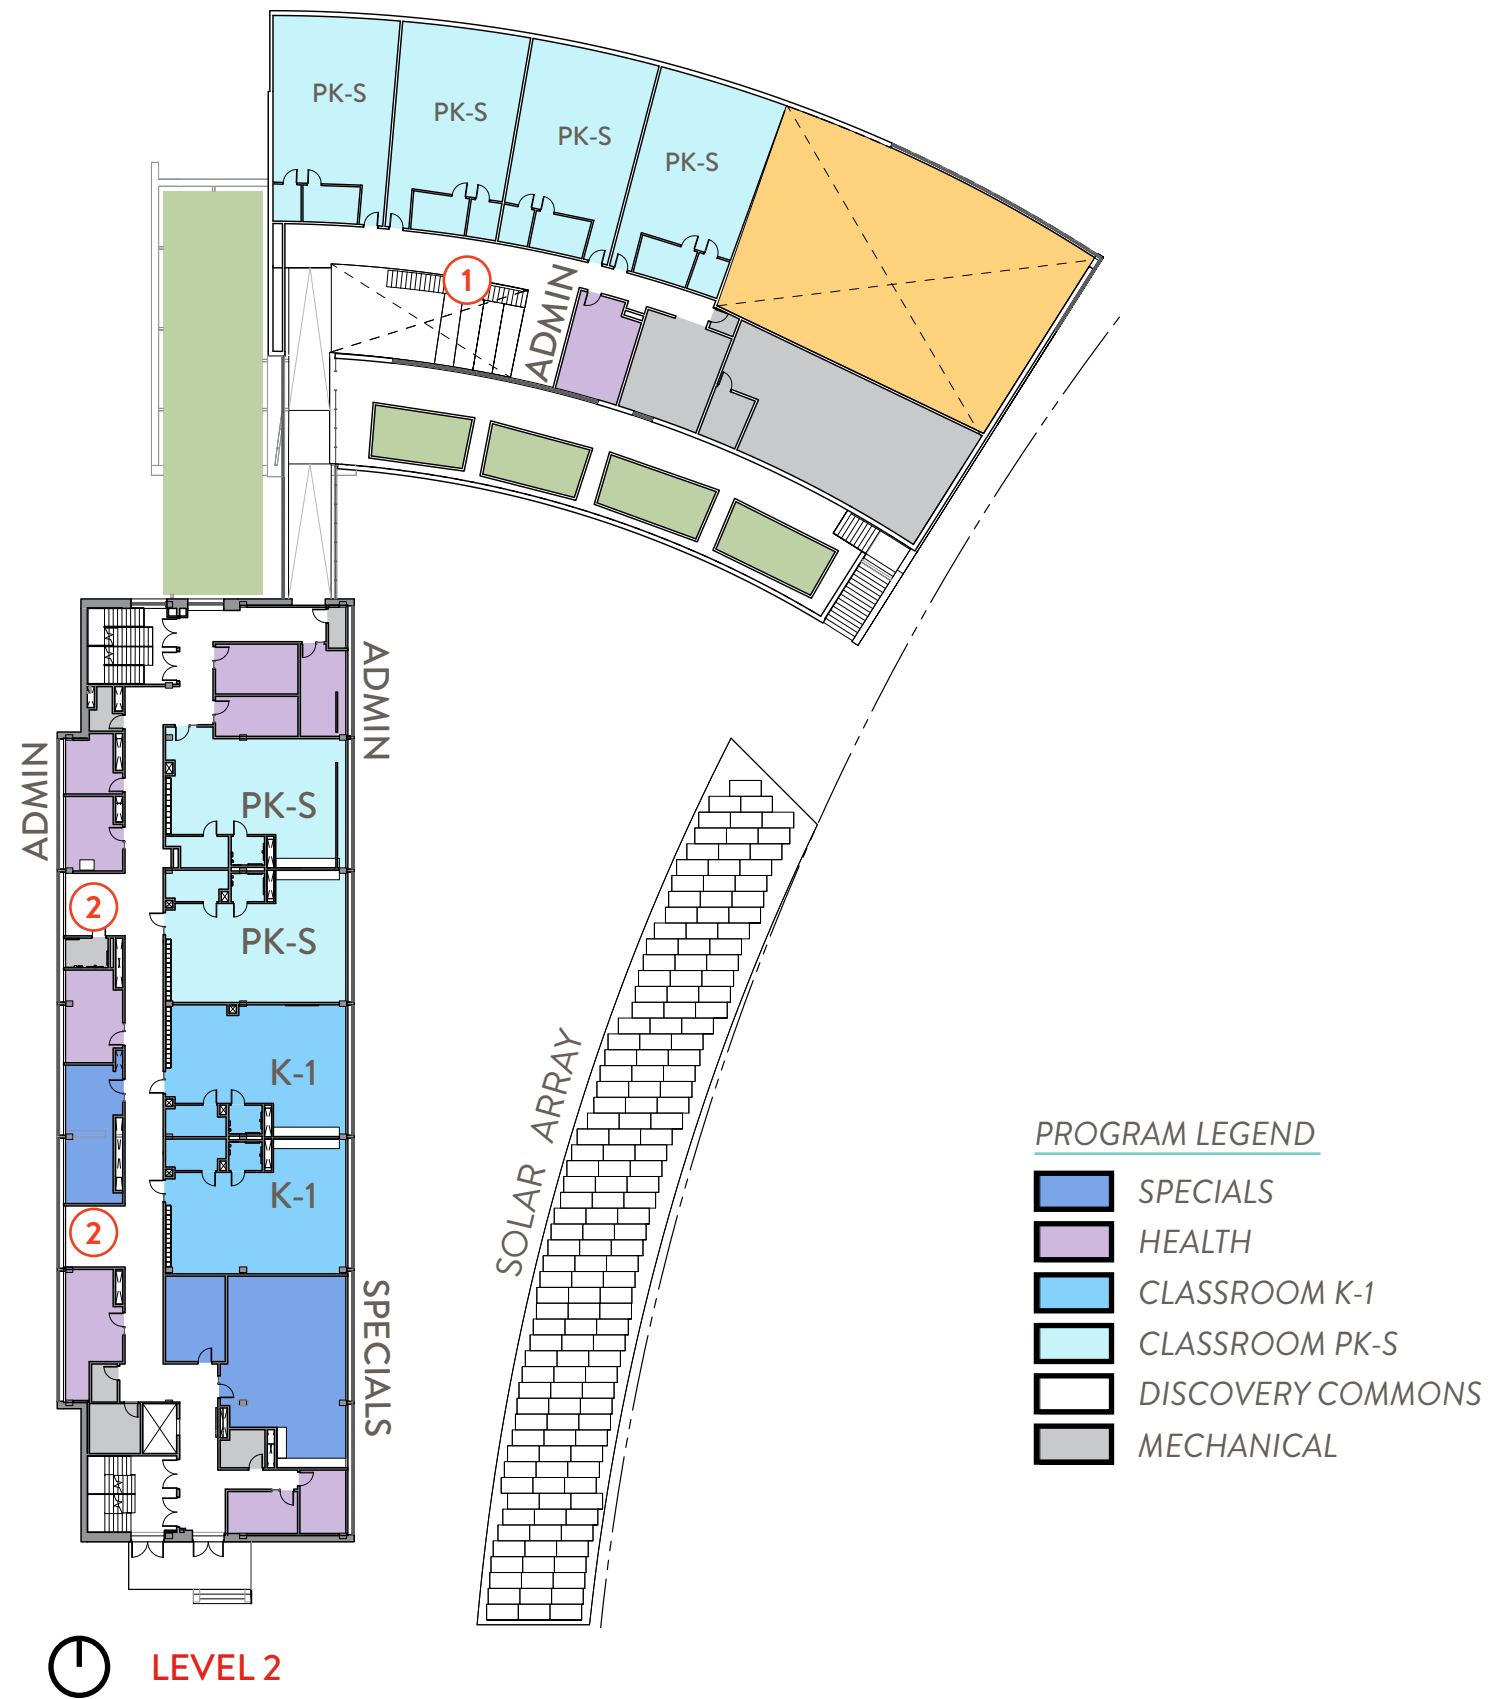 PK-S
PK-S
PK-S
PK-S
1
ADMIN
ADMIN
ADMIN
PK-S
2
PK-S
K-1
K-1
2
SPECIALS
SOLAR ARRAY
PROGRAM LEGEND
SPECIALS
HEALTH
CLASSROOM K-1
CLASSROOM PK-S
DISCOVERY COMMONS
MECHANICAL
LEVEL 2